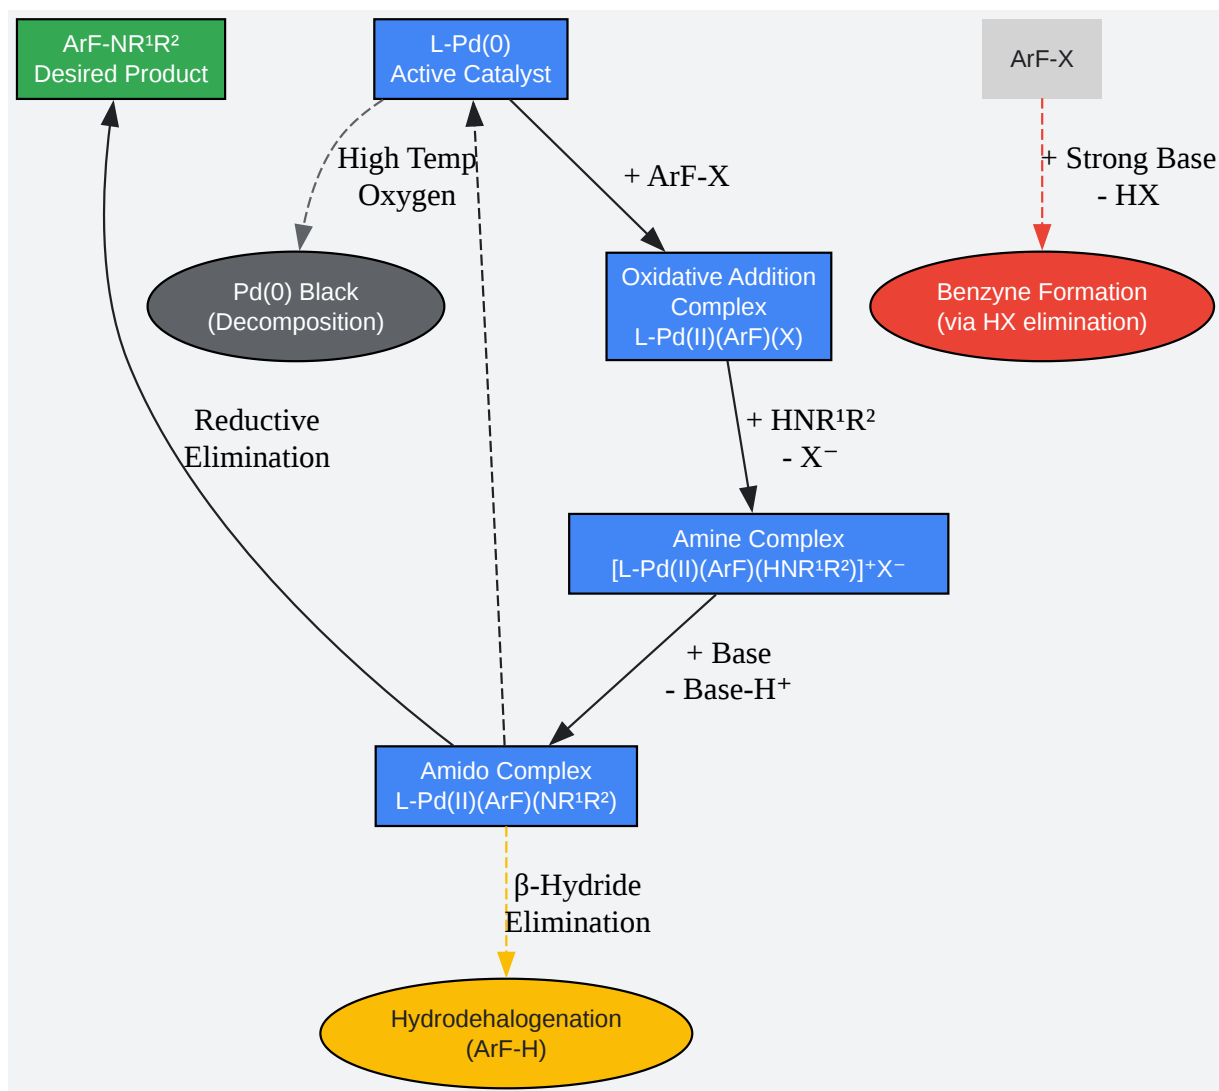 ArF-NR¹R²
Desired Product
L-Pd(0)
Active Catalyst
ArF-X
High Temp
Oxygen
+ ArF-X
+ Strong Base
- HX
Pd(0) Black
(Decomposition)
Oxidative Addition
Complex
L-Pd(II)(ArF)(X)
Benzyne Formation
(via HX elimination)
Reductive
Elimination
+ HNR¹R²
- X⁻
Amine Complex
[L-Pd(II)(ArF)(HNR¹R²)]⁺X⁻
+ Base
- Base-H⁺
Amido Complex
L-Pd(II)(ArF)(NR¹R²)
β-Hydride
Elimination
Hydrodehalogenation
(ArF-H)